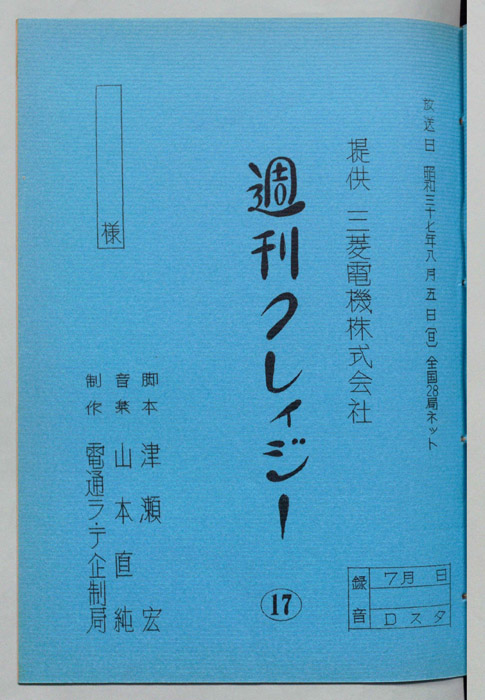 放送日 昭和三十七年八月五日(日)全国28局ネット
提供 三菱電機株式会社
週刊クレイジー
⑰
録音
7月 日
Dスタ
脚本 津瀬宏
音楽 山本直純
制作 電通ラ・テ企制局
様